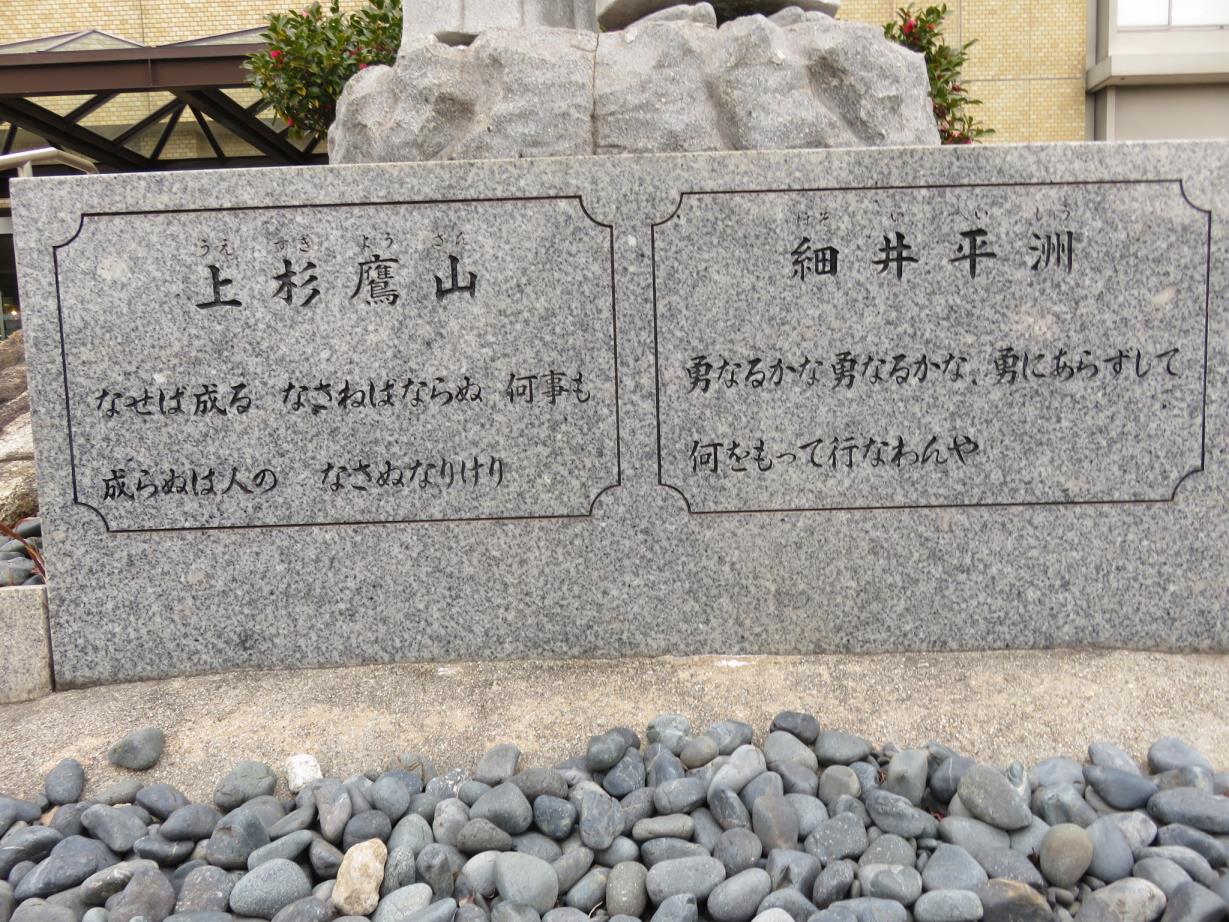 うえ すぎ よう ざん
上杉鷹山
なせば成る なさねばならぬ 何事も
成らぬは人の なさぬなりけり
ほそ い へい しゅう
細井平洲
勇なるかな勇なるかな、勇にあらずして
何をもって行なわんや